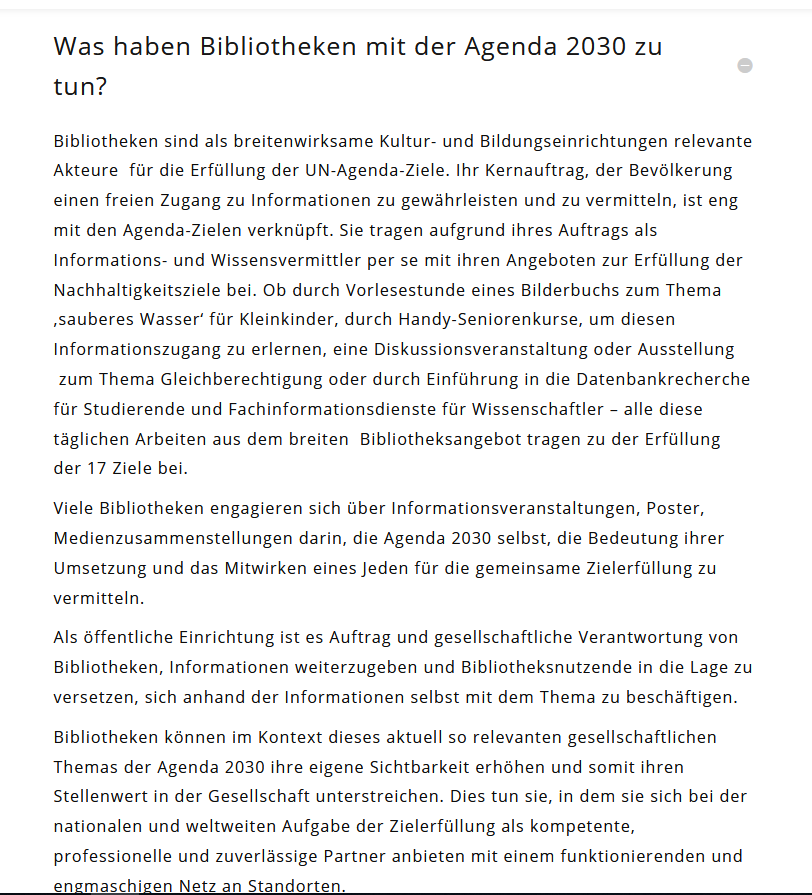 Was haben Bibliotheken mit der Agenda 2030 zu
tun?
Bibliotheken sind als breitenwirksame Kultur- und Bildungseinrichtungen relevante
Akteure  für die Erfüllung der UN-Agenda-Ziele. Ihr Kernauftrag, der Bevölkerung
einen freien Zugang zu Informationen zu gewährleisten und zu vermitteln, ist eng
mit den Agenda-Zielen verknüpft. Sie tragen aufgrund ihres Auftrags als
Informations- und Wissensvermittler per se mit ihren Angeboten zur Erfüllung der
Nachhaltigkeitsziele bei. Ob durch Vorlesestunde eines Bilderbuchs zum Thema
‚sauberes Wasser‘ für Kleinkinder, durch Handy-Seniorenkurse, um diesen
Informationszugang zu erlernen, eine Diskussionsveranstaltung oder Ausstellung
zum Thema Gleichberechtigung oder durch Einführung in die Datenbankrecherche
für Studierende und Fachinformationsdienste für Wissenschaftler – alle diese
täglichen Arbeiten aus dem breiten  Bibliotheksangebot tragen zu der Erfüllung
der 17 Ziele bei.
Viele Bibliotheken engagieren sich über Informationsveranstaltungen, Poster,
Medienzusammenstellungen darin, die Agenda 2030 selbst, die Bedeutung ihrer
Umsetzung und das Mitwirken eines Jeden für die gemeinsame Zielerfüllung zu
vermitteln.
Als öffentliche Einrichtung ist es Auftrag und gesellschaftliche Verantwortung von
Bibliotheken, Informationen weiterzugeben und Bibliotheksnutzende in die Lage zu
versetzen, sich anhand der Informationen selbst mit dem Thema zu beschäftigen.
Bibliotheken können im Kontext dieses aktuell so relevanten gesellschaftlichen
Themas der Agenda 2030 ihre eigene Sichtbarkeit erhöhen und somit ihren
Stellenwert in der Gesellschaft unterstreichen. Dies tun sie, in dem sie sich bei der
nationalen und weltweiten Aufgabe der Zielerfüllung als kompetente,
professionelle und zuverlässige Partner anbieten mit einem funktionierenden und
engmaschigen Netz an Standorten.